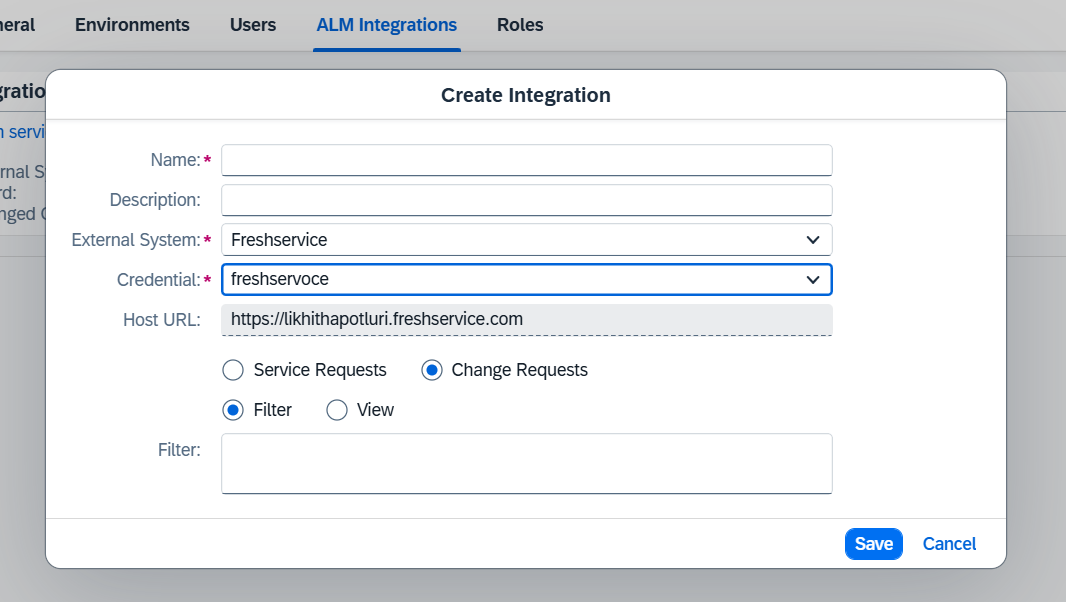 eral Environments Users ALM Integrations Roles
gratio
Create Integration
n servi
Name:*
rnal S
Description:
rd:
nged C
External System:* Freshservice
Credential:* freshservoce
Host URL: https://likhithapotluri.freshservice.com
Service Requests Change Requests
Filter View
Filter:
Save Cancel